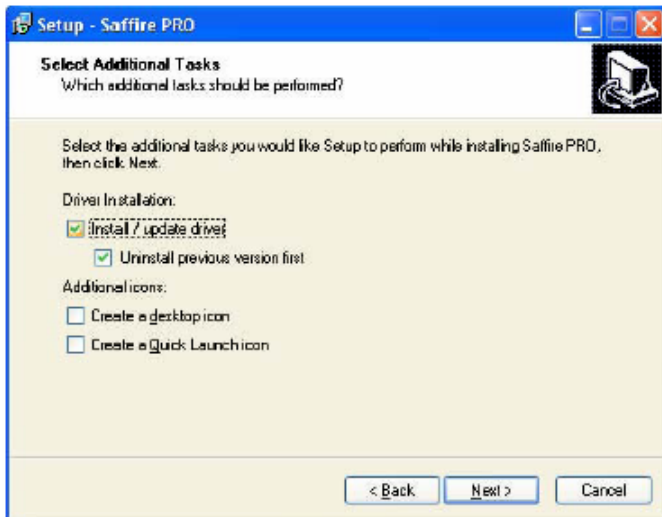 Setup - Saffire PRO
Select Additional Tasks
Which additional tasks should be performed?
Select the additional tasks you would like Setup to perform while installing Saffire PRO,
then click Next.
Driver Installation:
Install / update driver
Uninstall previous version first
Additional icons:
Create a desktop icon
Create a Quick Launch icon
< Back
Next >
Cancel